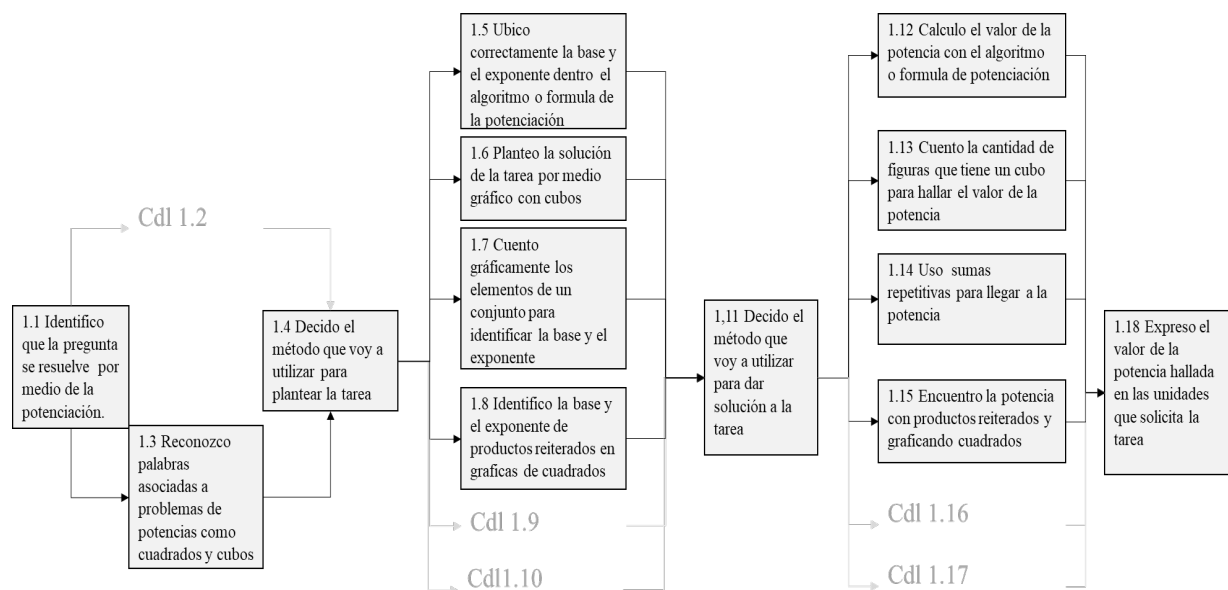 1.1 Identifico
que la pregunta
se resuelve por
medio de la
potenciación.
Cdl 1.2
1.3 Reconozco
palabras
asociadas a
problemas de
potencias como
cuadrados y cubos
1.4 Decido el
método que voy a
utilizar para
plantear la tarea
1.5 Ubico
correctamente la base y
el exponente dentro el
algoritmo o formula de
la potenciación
1.6 Planteo la solución
de la tarea por medio
gráfico con cubos
1.7 Cuento
gráficamente los
elementos de un
conjunto para
identificar la base y el
exponente
1.8 Identifico la base y
el exponente de
productos reiterados en
graficas de cuadrados
Cdl 1.9
Cdl1.10
1,11 Decido el
método que
voy a utilizar
para dar
solución a la
tarea
1.12 Calculo el valor de la
potencia con el algoritmo
o formula de potenciación
1.13 Cuento la cantidad de
figuras que tiene un cubo
para hallar el valor de la
potencia
1.14 Uso sumas
repetitivas para llegar a la
potencia
1.15 Encuentro la potencia
con productos reiterados y
graficando cuadrados
Cdl 1.16
Cdl 1.17
1.18 Expreso el
valor de la
potencia hallada
en las unidades
que solicita la
tarea